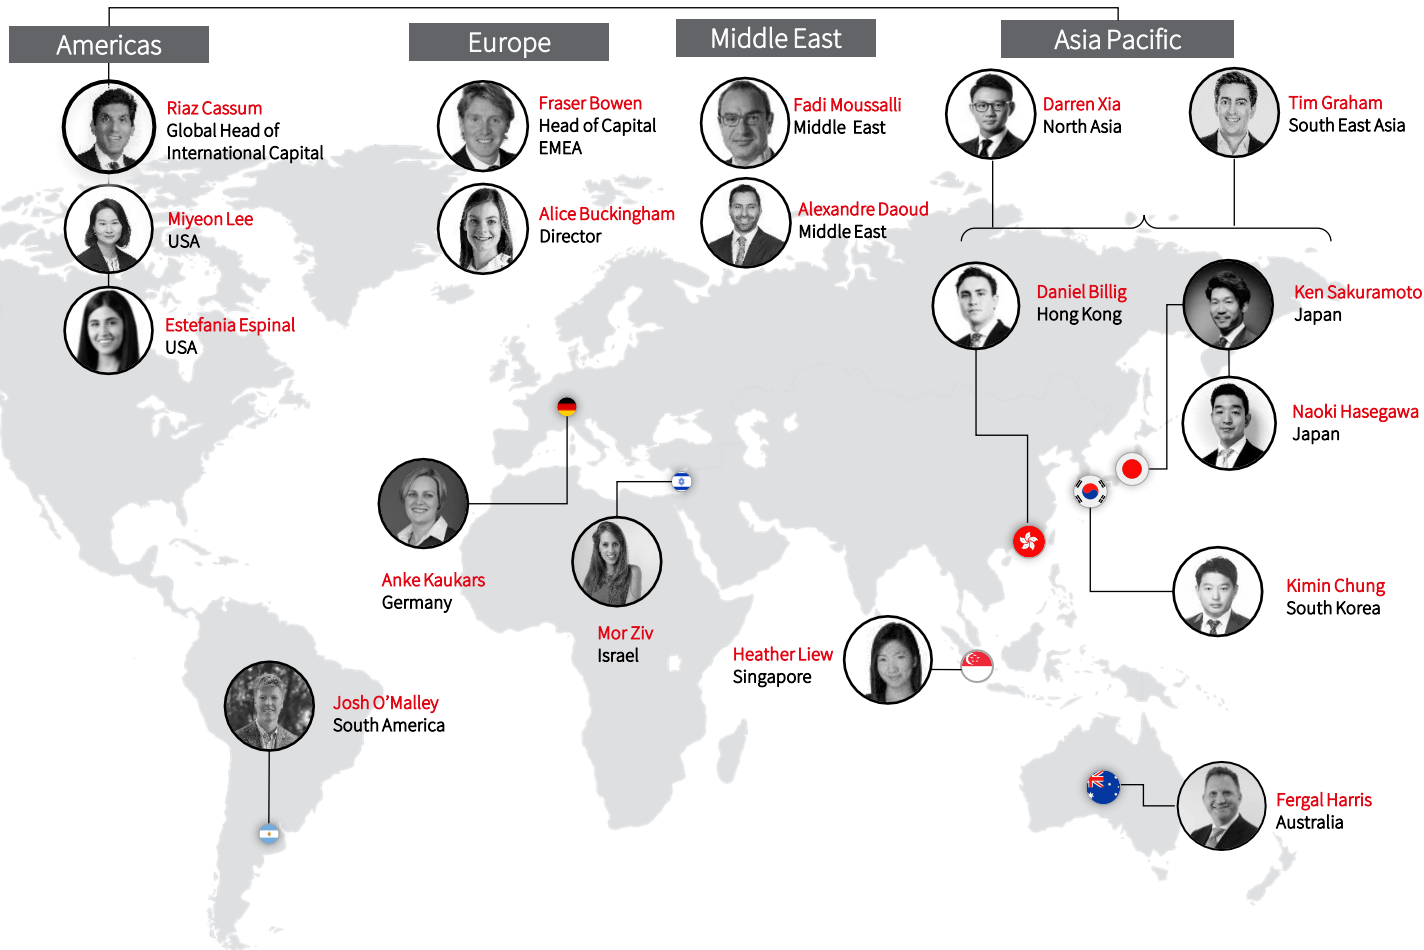 Americas
Europe
Middle East
Asia Pacific
Riaz Cassum
Global Head of
International Capital
Miyeon Lee
USA
Estefania Espinal
USA
Fraser Bowen
Head of Capital
EMEA
Alice Buckingham
Director
Fadi Moussalli
Middle East
Alexandre Daoud
Middle East
Darren Xia
North Asia
Tim Graham
South East Asia
Daniel Billig
Hong Kong
Ken Sakuramoto
Japan
Naoki Hasegawa
Japan
Anke Kaukars
Germany
Mor Ziv
Israel
Kimin Chung
South Korea
Heather Liew
Singapore
Josh O’Malley
South America
Fergal Harris
Australia